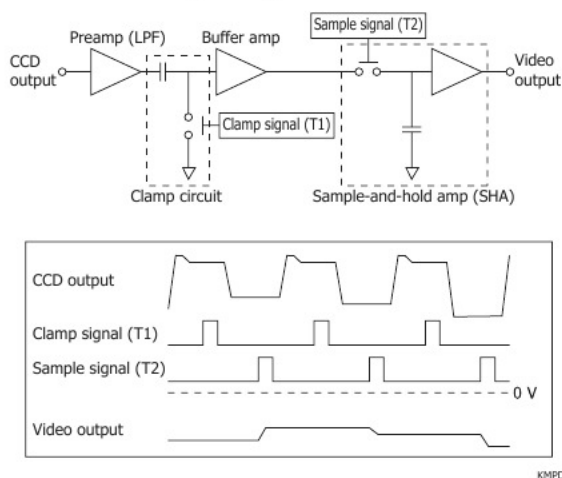 Preamp (LPF)
Buffer amp
Sample signal (T2)
CCD
output
Video
output
Clamp signal (T1)
Clamp circuit
Sample-and-hold amp (SHA)
CCD output
Clamp signal (T1)
Sample signal (T2)
0 V
Video output